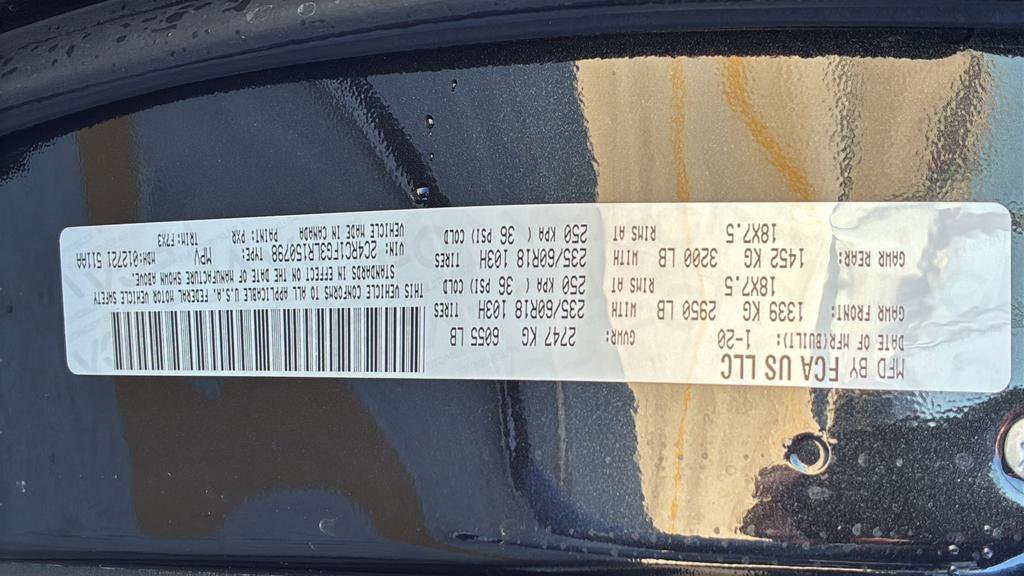 MFD BY FCA US LLC
DATE OF MFR(BUILT): 1-20 GVWR: 2747 KG 6055 LB
GAWR FRONT: 1339 KG 2950 LB WITH 235/60R18 103H TIRES
18X7.5 RIMS AT 250 KPA ( 36 PSI) COLD
GAWR REAR: 1452 KG 3200 LB WITH 235/60R18 103H TIRES
18X7.5 RIMS AT 250 KPA ( 36 PSI) COLD
THIS VEHICLE CONFORMS TO ALL APPLICABLE U.S.A. FEDERAL MOTOR VEHICLE SAFETY
STANDARDS IN EFFECT ON THE DATE OF MANUFACTURE SHOWN ABOVE.
VIN: 2C4RC1FG3LR150798 TYPE: MPV MDH:012721 511AA
VEHICLE MADE IN CANADA PAINT: PXR TRIM: F7X3